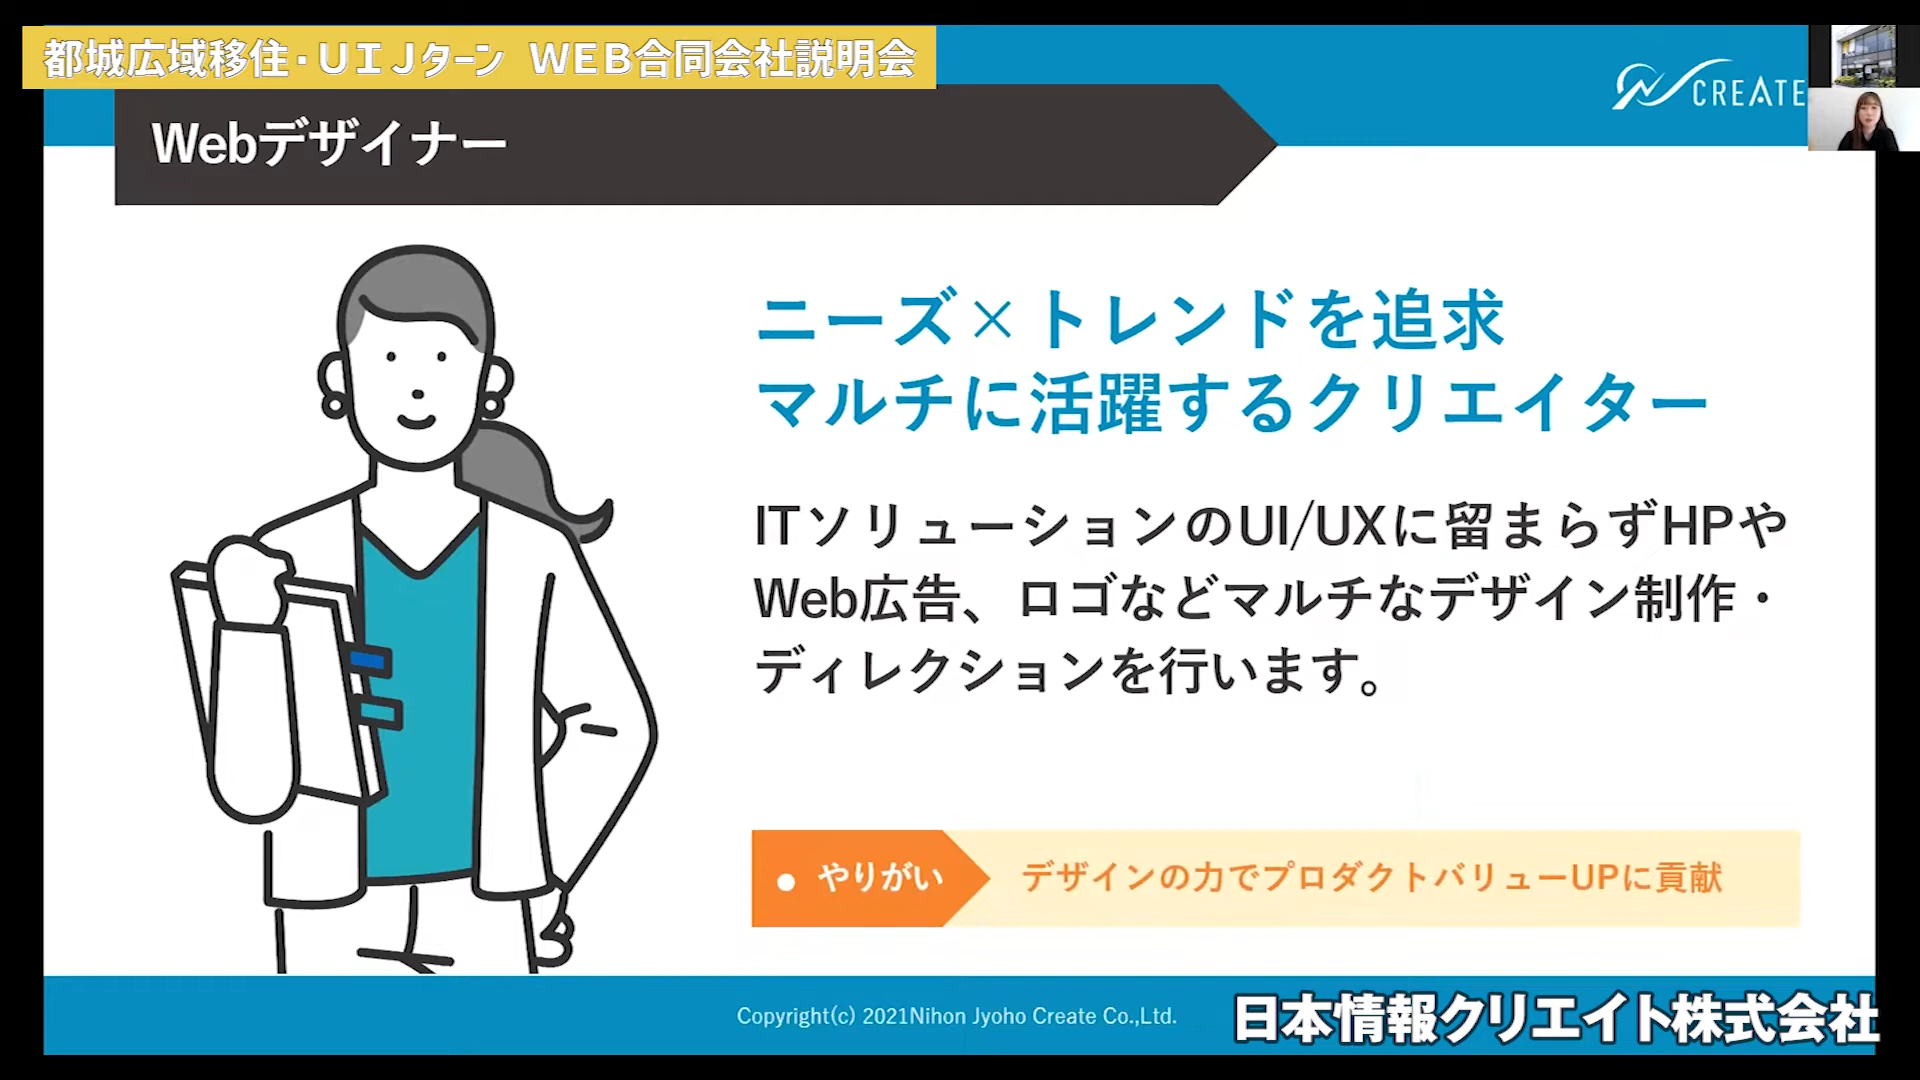 都城広域移住・ＵＩＪターン　ＷＥＢ合同会社説明会
CREATE
Webデザイナー
ニーズ×トレンドを追求
マルチに活躍するクリエイター
ITソリューションのUI/UXに留まらずHPや
Web広告、ロゴなどマルチなデザイン制作・
ディレクションを行います。
● やりがい
デザインの力でプロダクトバリューUPに貢献
Copyright(c) 2021Nihon Jyoho Create Co.,Ltd.
日本情報クリエイト株式会社